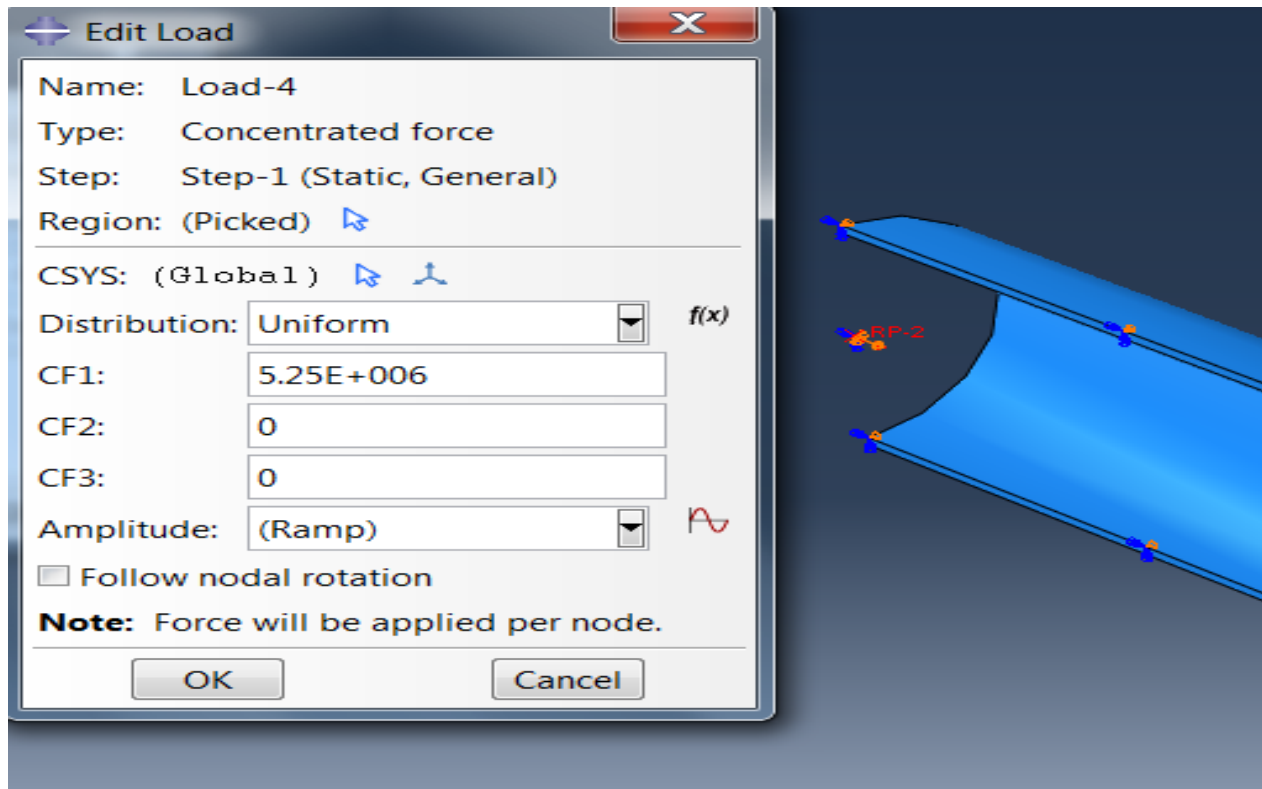 Edit Load
Name: Load-4
Type: Concentrated force
Step: Step-1 (Static, General)
Region: (Picked)
CSYS: (Global)
Distribution: Uniform f(x)
CF1: 5.25E+006
CF2: 0
CF3: 0
Amplitude: (Ramp)
Follow nodal rotation
Note: Force will be applied per node.
OK Cancel
RP-2